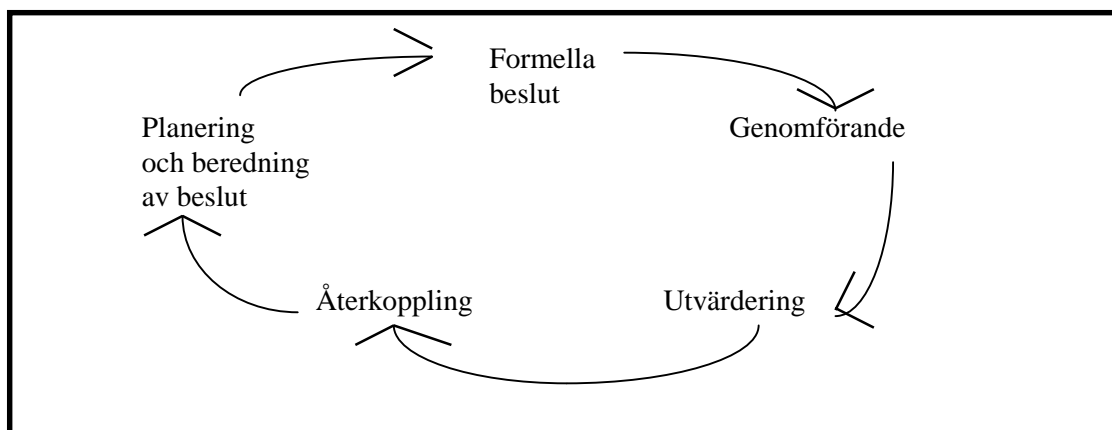 Formella
beslut
Genomförande
Planering
och beredning
av beslut
Återkoppling
Utvärdering